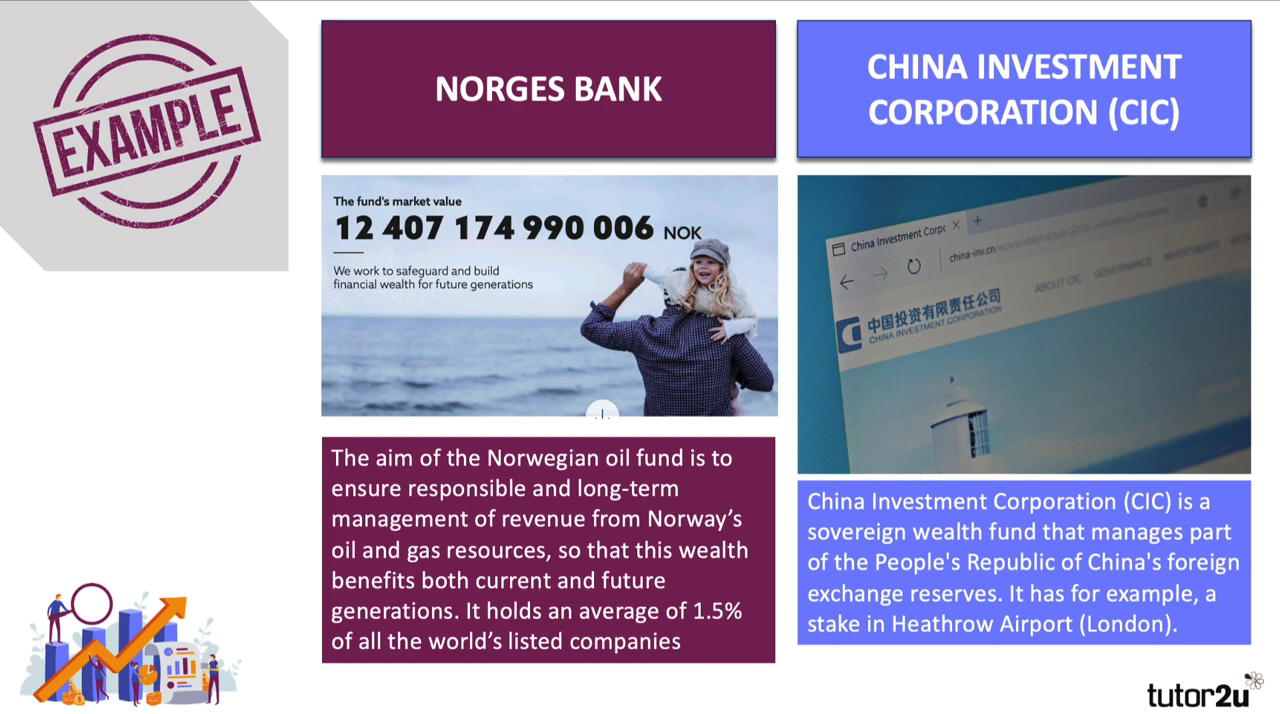 EXAMPLE
NORGES BANK
The fund's market value
12 407 174 990 006 NOK
We work to safeguard and build
financial wealth for future generations
The aim of the Norwegian oil fund is to
ensure responsible and long-term
management of revenue from Norway’s
oil and gas resources, so that this wealth
benefits both current and future
generations. It holds an average of 1.5%
of all the world’s listed companies
CHINA INVESTMENT
CORPORATION (CIC)
China Investment Corpo
china-inv.cn/wps/portal/
ABOUT CIC GOVERNANCE INVESTMENTS
中国投资有限责任公司
CHINA INVESTMENT CORPORATION
China Investment Corporation (CIC) is a
sovereign wealth fund that manages part
of the People's Republic of China's foreign
exchange reserves. It has for example, a
stake in Heathrow Airport (London).
tutor2u